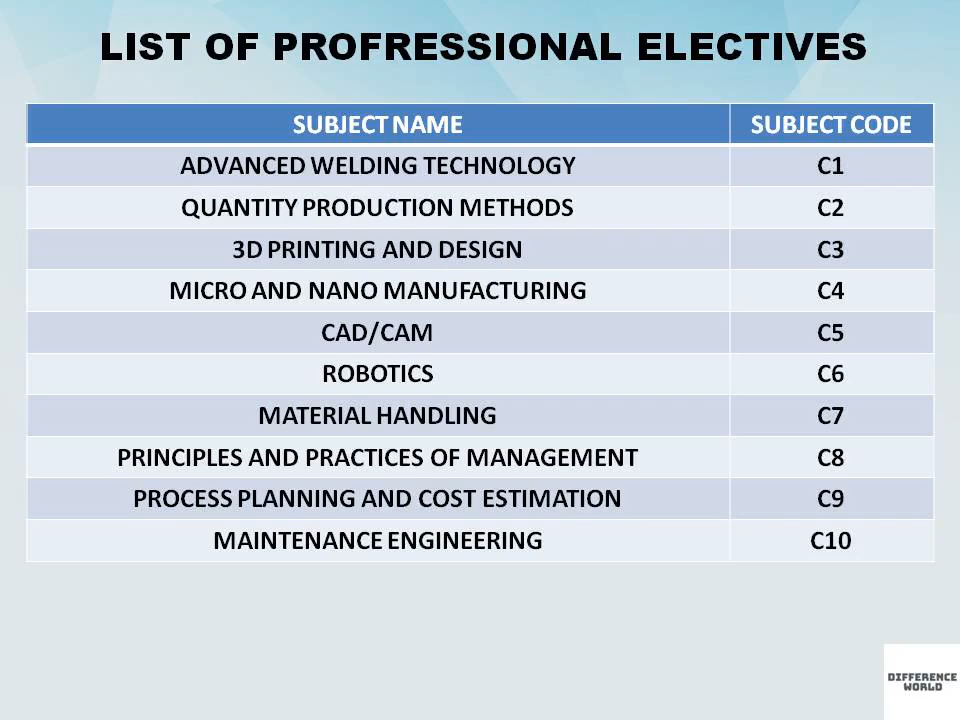 LIST OF PROFRESSIONAL ELECTIVES
SUBJECT NAME SUBJECT CODE
ADVANCED WELDING TECHNOLOGY C1
QUANTITY PRODUCTION METHODS C2
3D PRINTING AND DESIGN C3
MICRO AND NANO MANUFACTURING C4
CAD/CAM C5
ROBOTICS C6
MATERIAL HANDLING C7
PRINCIPLES AND PRACTICES OF MANAGEMENT C8
PROCESS PLANNING AND COST ESTIMATION C9
MAINTENANCE ENGINEERING C10
DIFFERENCE
WORLD